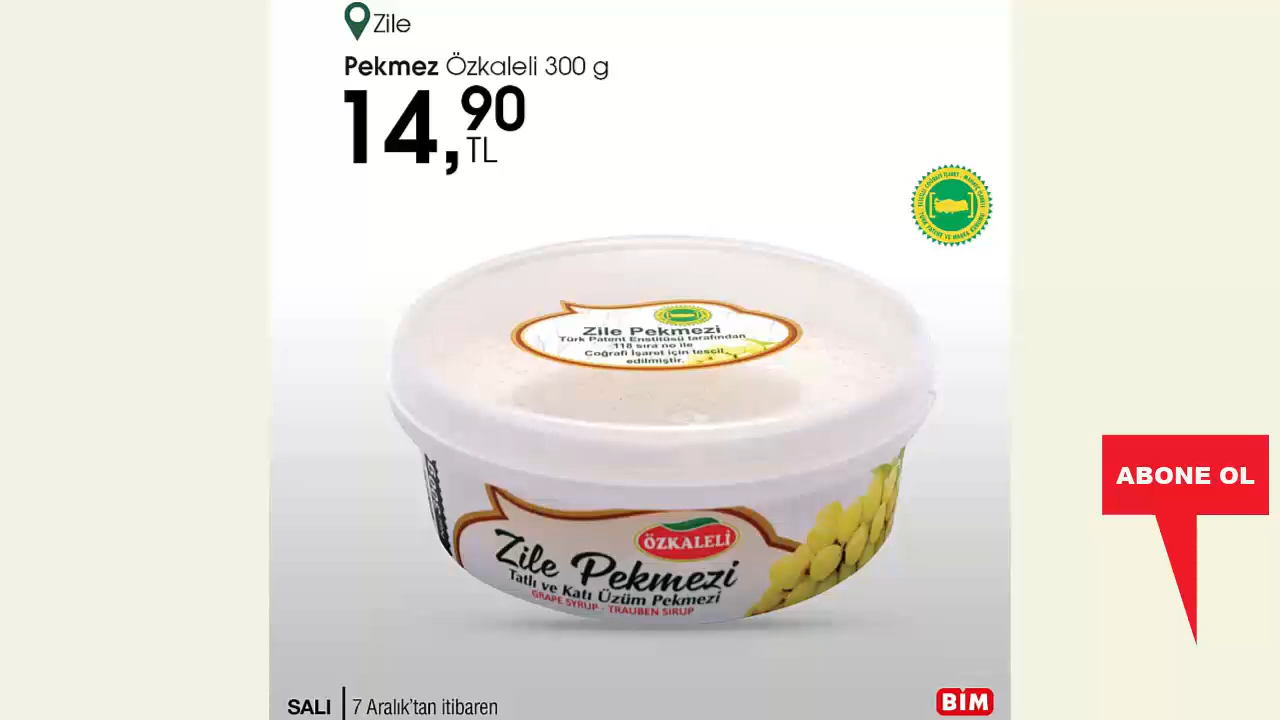 Zile
Pekmez Özkaleli 300 g
14,90
TL
Zile Pekmezi
Türk Patent Enstitüsü tarafından
118 sıra no ile
Coğrafi İşaret için tescil
edilmiştir.
ÖZKALELİ
Zile Pekmezi
Tatlı ve Katı Üzüm Pekmezi
GRAPE SYRUP - TRAUBEN SIRUP
ABONE OL
SALI
7 Aralık'tan itibaren
BİM